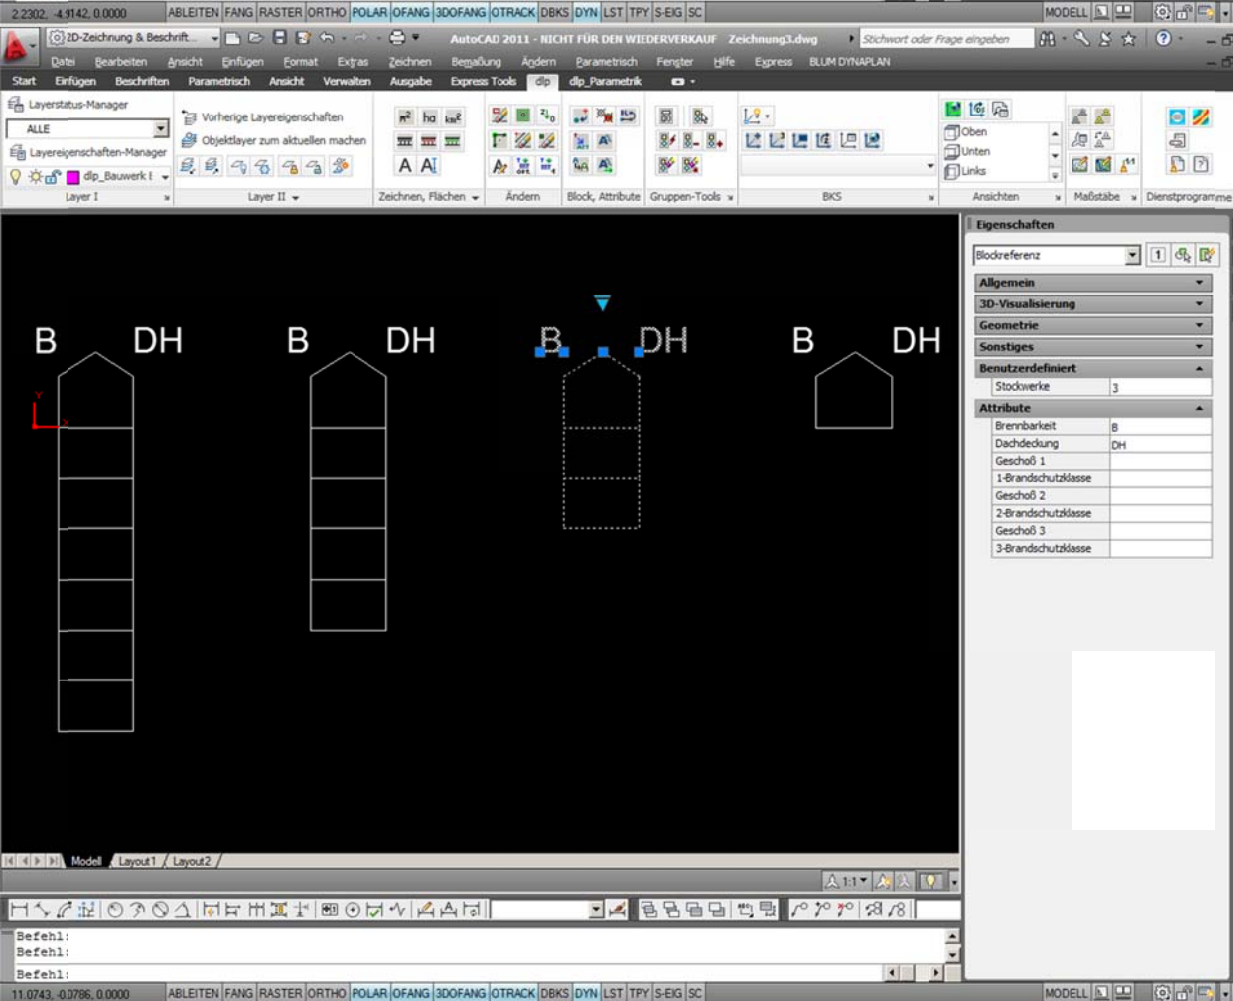 2.2302, -4.9142, 0.0000 ABLEITEN FANG RASTER ORTHO POLAR OFANG 3DOFANG OTRACK DBKS DYN LST TPY S-EIG SC MODELL
2D-Zeichnung & Beschrift... AutoCAD 2011 - NICHT FÜR DEN WIEDERVERKAUF Zeichnung3.dwg Stichwort oder Frage eingeben
Datei Bearbeiten Ansicht Einfügen Format Extras Zeichnen Bemaßung Ändern Parametrisch Fenster Hilfe Express BLUM DYNAPLAN
Start Einfügen Beschriften Parametrisch Ansicht Verwalten Ausgabe Express Tools dlp dlp_Parametrik
Layerstatus-Manager
ALLE
Layereigenschaften-Manager
dlp_Bauwerk
Vorherige Layereigenschaften
Objektlayer zum aktuellen machen
m² ha km²
A AI
Oben
Unten
Links
Layer I Layer II Zeichnen, Flächen Ändern Block, Attribute Gruppen-Tools BKS Ansichten Maßstäbe Dienstprogramme
B DH B DH B DH B DH
Y
X
Eigenschaften
Blockreferenz
1
Allgemein
3D-Visualisierung
Geometrie
Sonstiges
Benutzerdefiniert
Stockwerke 3
Attribute
Brennbarkeit B
Dachdeckung DH
Geschoß 1
1-Brandschutzklasse
Geschoß 2
2-Brandschutzklasse
Geschoß 3
3-Brandschutzklasse
Modell Layout1 Layout2
1:1
Befehl:
Befehl:
Befehl:
11.0743, -0.0786, 0.0000 ABLEITEN FANG RASTER ORTHO POLAR OFANG 3DOFANG OTRACK DBKS DYN LST TPY S-EIG SC MODELL